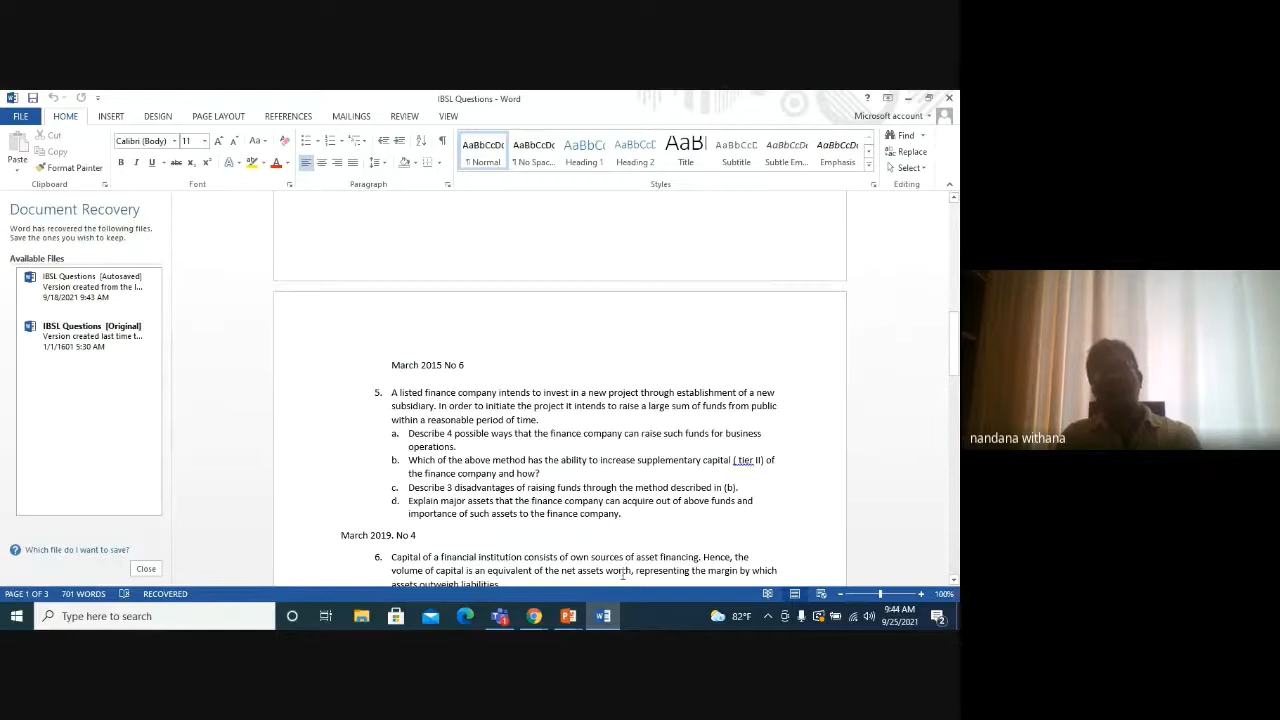 IBSL Questions - Word
FILE HOME INSERT DESIGN PAGE LAYOUT REFERENCES MAILINGS REVIEW VIEW Microsoft account
Paste
Cut
Copy
Format Painter
Clipboard
Calibri (Body) 11
Font
Paragraph
AaBbCcDc AaBbCcDc AaBbC AaBbCc AaB AaBbCcD AaBbCcDc AaBbCcDc
¶ Normal ¶ No Spac... Heading 1 Heading 2 Title Subtitle Subtle Em... Emphasis
Styles
Find
Replace
Select
Editing
Document Recovery
Word has recovered the following files.
Save the ones you wish to keep.
Available Files
IBSL Questions [Autosaved]
Version created from the l...
9/18/2021 9:43 AM
IBSL Questions [Original]
Version created last time t...
1/1/1601 5:30 AM
Which file do I want to save?
Close
March 2015 No 6
5. A listed finance company intends to invest in a new project through establishment of a new
subsidiary. In order to initiate the project it intends to raise a large sum of funds from public
within a reasonable period of time.
a. Describe 4 possible ways that the finance company can raise such funds for business
operations.
b. Which of the above method has the ability to increase supplementary capital ( tier II) of
the finance company and how?
c. Describe 3 disadvantages of raising funds through the method described in (b).
d. Explain major assets that the finance company can acquire out of above funds and
importance of such assets to the finance company.
March 2019. No 4
6. Capital of a financial institution consists of own sources of asset financing. Hence, the
volume of capital is an equivalent of the net assets worth, representing the margin by which
assets outweigh liabilities.
PAGE 1 OF 3 701 WORDS RECOVERED 100%
Type here to search
82°F
9:44 AM
9/25/2021
nandana withana